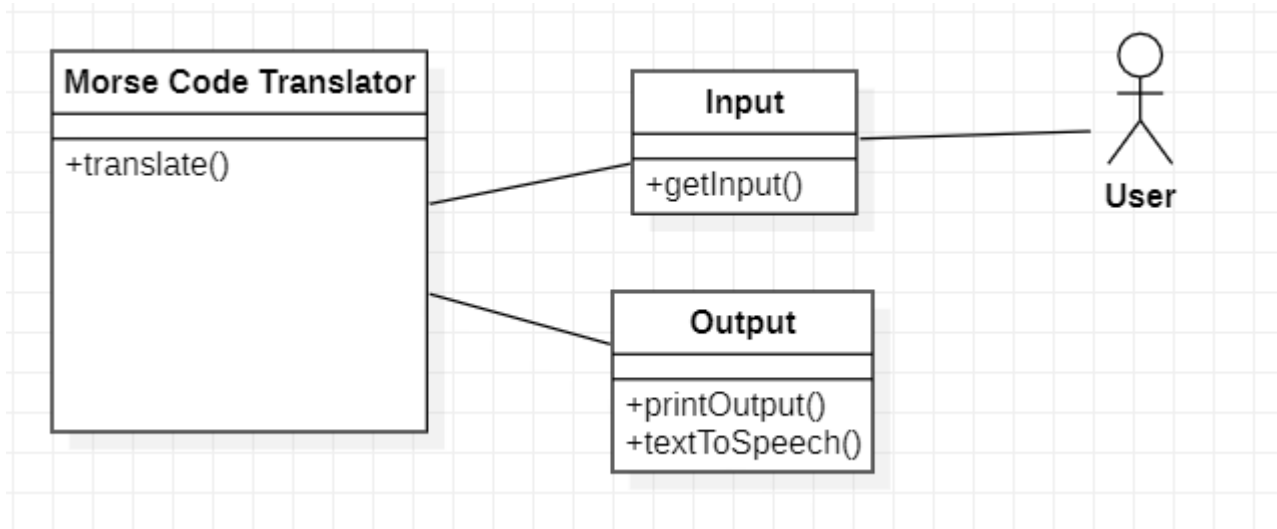 Morse Code Translator
+translate()
Input
+getInput()
User
Output
+printOutput()
+textToSpeech()